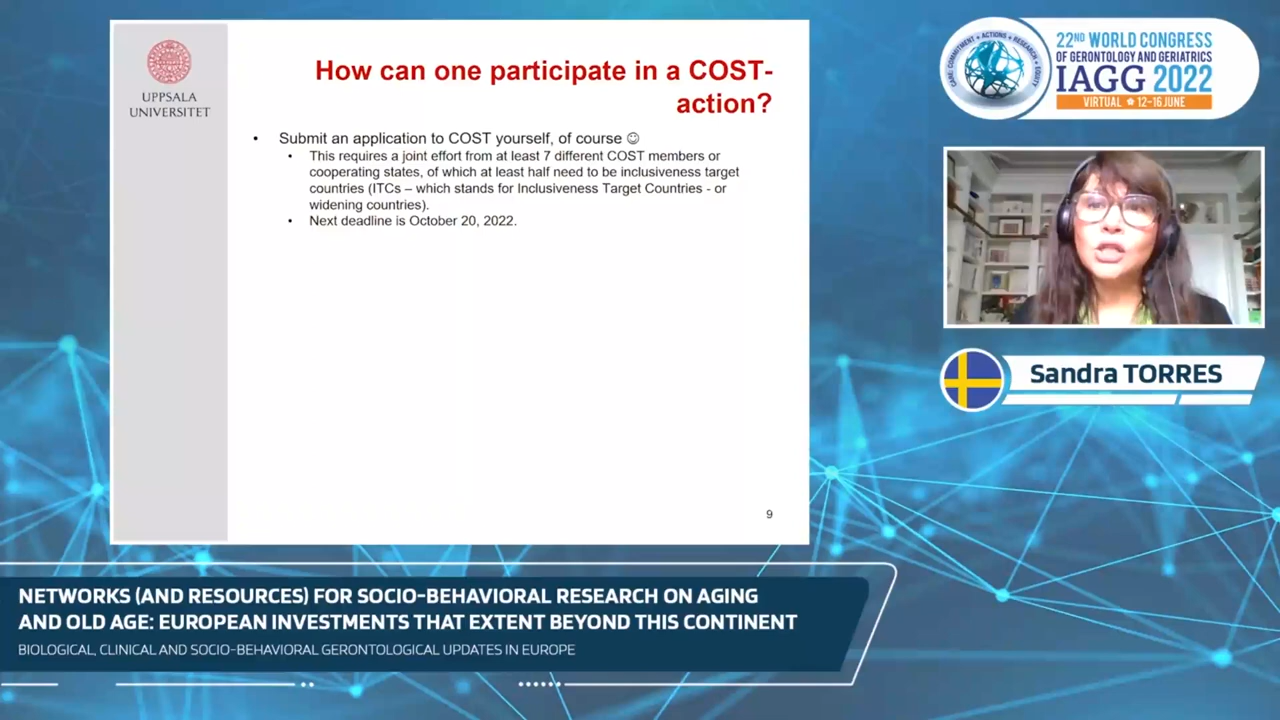 UPPSALA
UNIVERSITET
How can one participate in a COST-
action?
• Submit an application to COST yourself, of course ☺
• This requires a joint effort from at least 7 different COST members or
cooperating states, of which at least half need to be inclusiveness target
countries (ITCs – which stands for Inclusiveness Target Countries - or
widening countries).
• Next deadline is October 20, 2022.
9
22ND WORLD CONGRESS
OF GERONTOLOGY AND GERIATRICS
IAGG 2022
VIRTUAL 12-16 JUNE
Sandra TORRES
NETWORKS (AND RESOURCES) FOR SOCIO-BEHAVIORAL RESEARCH ON AGING
AND OLD AGE: EUROPEAN INVESTMENTS THAT EXTENT BEYOND THIS CONTINENT
BIOLOGICAL, CLINICAL AND SOCIO-BEHAVIORAL GERONTOLOGICAL UPDATES IN EUROPE